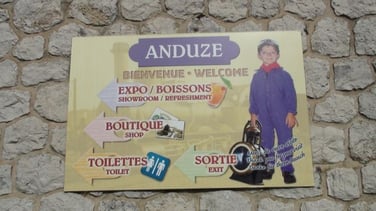 ANDUZE
BIENVENUE • WELCOME
EXPO / BOISSONS
SHOWROOM / REFRESHMENT
BOUTIQUE
SHOP
TOILETTES
TOILET
SORTIE
EXIT